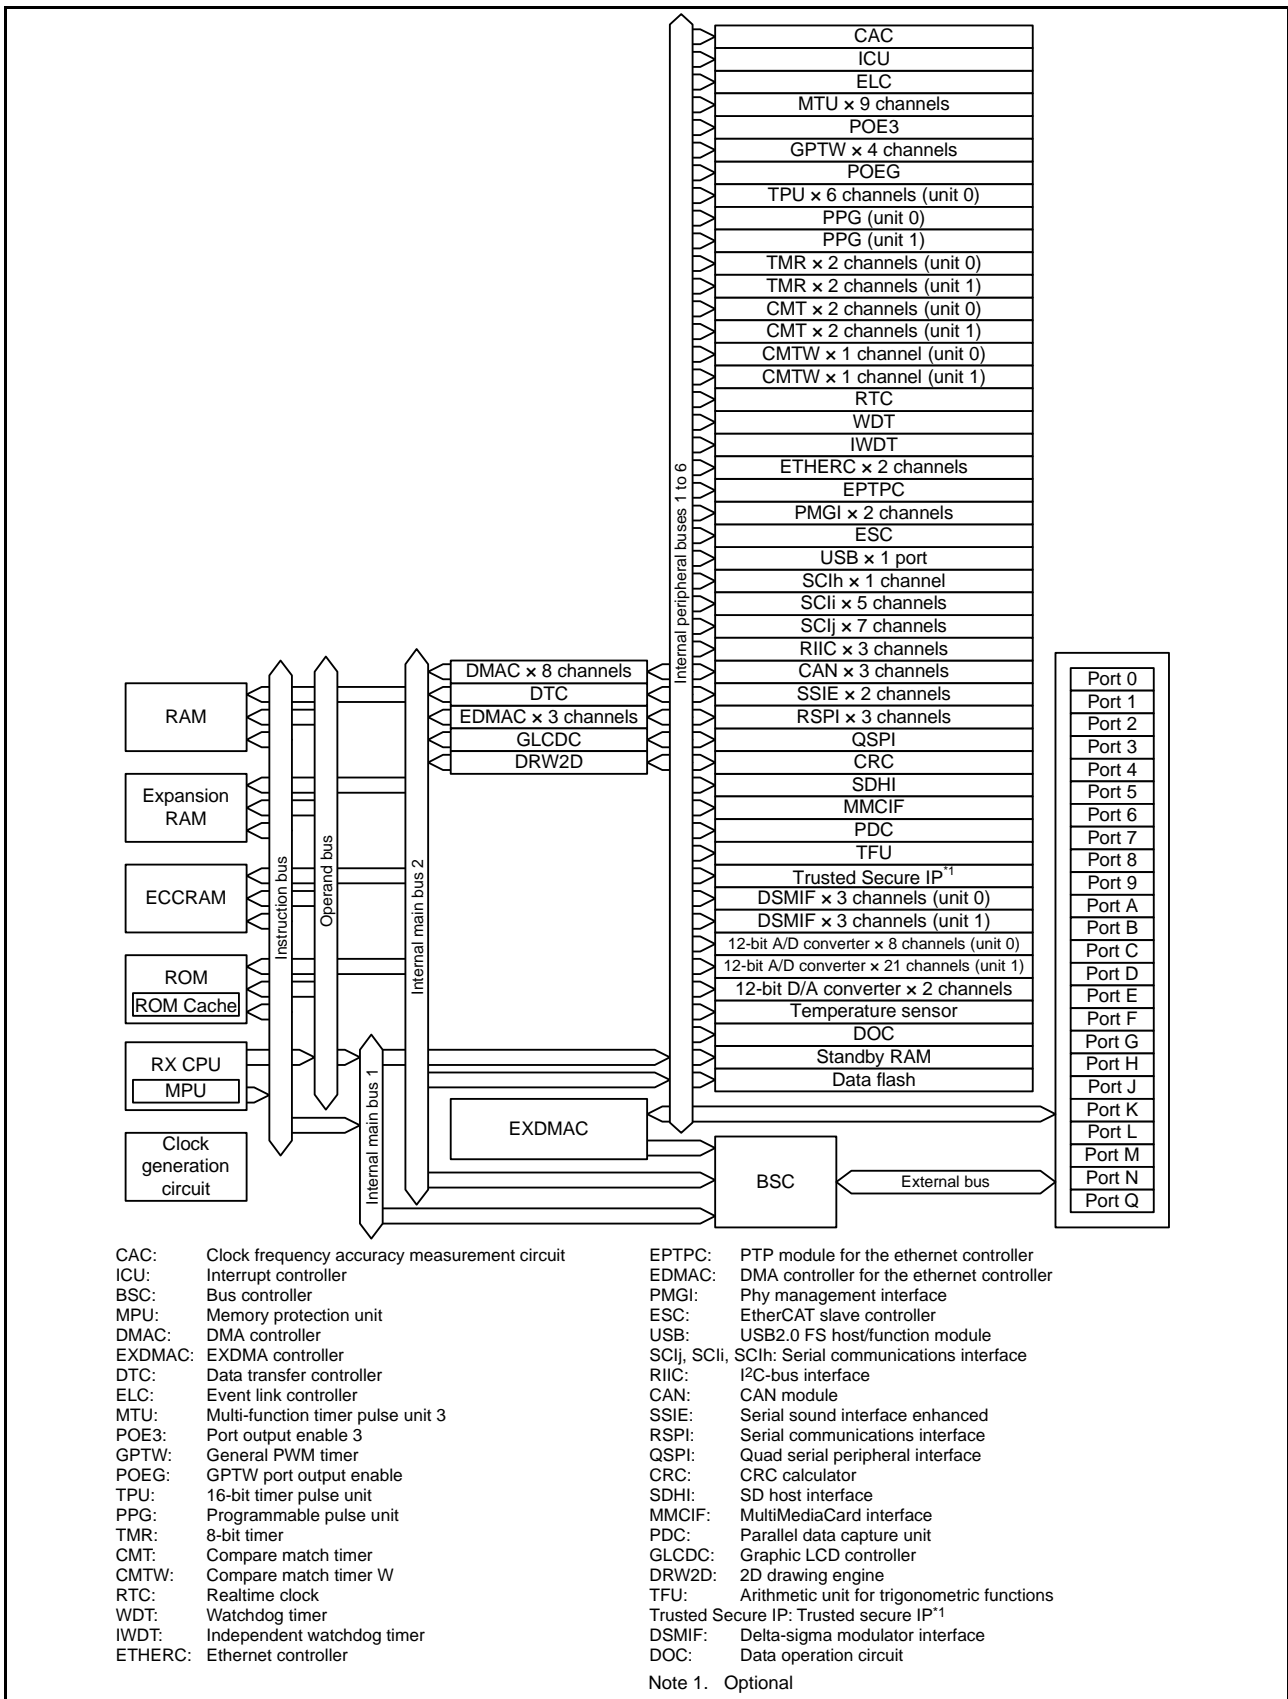 CAC
ICU
ELC
MTU × 9 channels
POE3
GPTW × 4 channels
POEG
TPU × 6 channels (unit 0)
PPG (unit 0)
PPG (unit 1)
TMR × 2 channels (unit 0)
TMR × 2 channels (unit 1)
CMT × 2 channels (unit 0)
CMT × 2 channels (unit 1)
CMTW × 1 channel (unit 0)
CMTW × 1 channel (unit 1)
RTC
WDT
IWDT
ETHERC × 2 channels
EPTPC
PMGI × 2 channels
ESC
USB × 1 port
SCIh × 1 channel
SCIi × 5 channels
SCIj × 7 channels
RIIC × 3 channels
CAN × 3 channels
SSIE × 2 channels
RSPI × 3 channels
QSPI
CRC
SDHI
MMCIF
PDC
TFU
Trusted Secure IP*1
DSMIF × 3 channels (unit 0)
DSMIF × 3 channels (unit 1)
12-bit A/D converter × 8 channels (unit 0)
12-bit A/D converter × 21 channels (unit 1)
12-bit D/A converter × 2 channels
Temperature sensor
DOC
Standby RAM
Data flash
Internal peripheral buses 1 to 6
DMAC × 8 channels
DTC
EDMAC × 3 channels
GLCDC
DRW2D
RAM
Expansion
RAM
ECCRAM
ROM
ROM Cache
RX CPU
MPU
Clock
generation
circuit
Instruction bus
Operand bus
Internal main bus 1
Internal main bus 2
EXDMAC
BSC
External bus
Port 0
Port 1
Port 2
Port 3
Port 4
Port 5
Port 6
Port 7
Port 8
Port 9
Port A
Port B
Port C
Port D
Port E
Port F
Port G
Port H
Port J
Port K
Port L
Port M
Port N
Port Q
CAC: Clock frequency accuracy measurement circuit
ICU: Interrupt controller
BSC: Bus controller
MPU: Memory protection unit
DMAC: DMA controller
EXDMAC: EXDMA controller
DTC: Data transfer controller
ELC: Event link controller
MTU: Multi-function timer pulse unit 3
POE3: Port output enable 3
GPTW: General PWM timer
POEG: GPTW port output enable
TPU: 16-bit timer pulse unit
PPG: Programmable pulse unit
TMR: 8-bit timer
CMT: Compare match timer
CMTW: Compare match timer W
RTC: Realtime clock
WDT: Watchdog timer
IWDT: Independent watchdog timer
ETHERC: Ethernet controller
EPTPC: PTP module for the ethernet controller
EDMAC: DMA controller for the ethernet controller
PMGI: Phy management interface
ESC: EtherCAT slave controller
USB: USB2.0 FS host/function module
SCIj, SCIi, SCIh: Serial communications interface
RIIC: I2C-bus interface
CAN: CAN module
SSIE: Serial sound interface enhanced
RSPI: Serial communications interface
QSPI: Quad serial peripheral interface
CRC: CRC calculator
SDHI: SD host interface
MMCIF: MultiMediaCard interface
PDC: Parallel data capture unit
GLCDC: Graphic LCD controller
DRW2D: 2D drawing engine
TFU: Arithmetic unit for trigonometric functions
Trusted Secure IP: Trusted secure IP*1
DSMIF: Delta-sigma modulator interface
DOC: Data operation circuit
Note 1. Optional